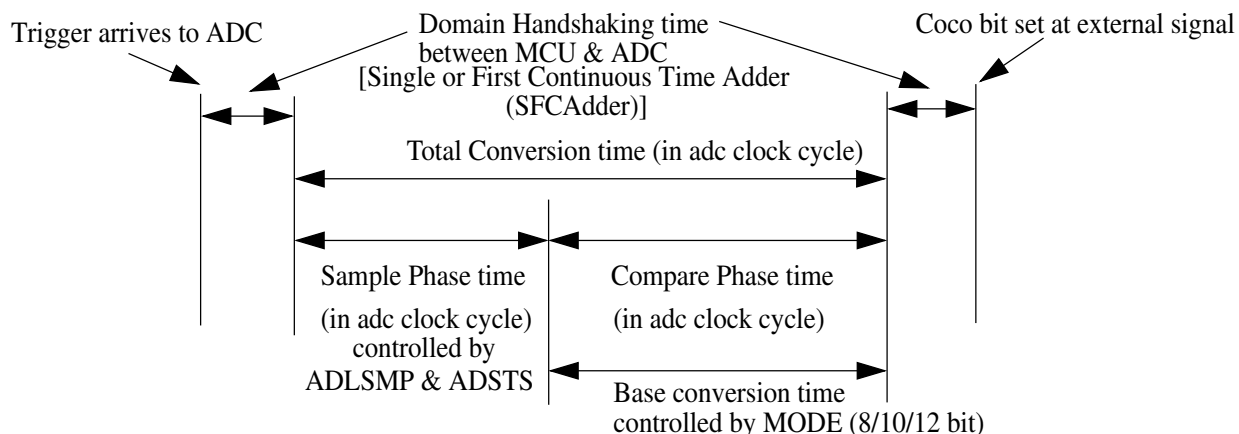 Trigger arrives to ADC
Domain Handshaking time
between MCU & ADC
[Single or First Continuous Time Adder
(SFCAdder)]
Coco bit set at external signal
Total Conversion time (in adc clock cycle)
Sample Phase time
(in adc clock cycle)
controlled by
ADLSMP & ADSTS
Compare Phase time
(in adc clock cycle)
Base conversion time
controlled by MODE (8/10/12 bit)